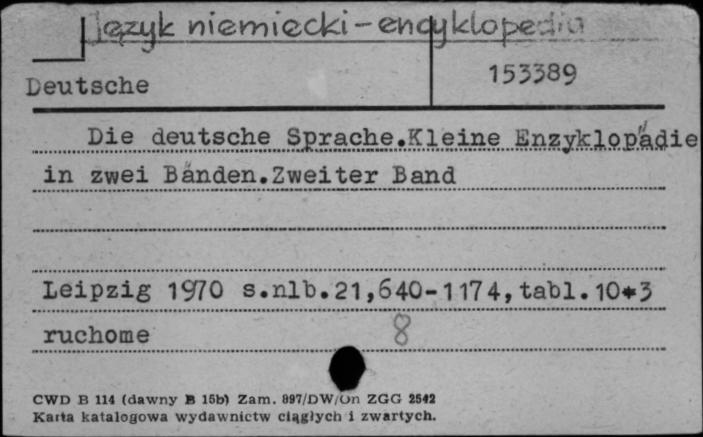 Język niemiecki-encyklopedia
153389
Deutsche
Die deutsche Sprache.Kleine Enzyklopädie
in zwei Bänden.Zweiter Band
Leipzig 1970 s.nlb.21,640-1174,tabl.10+3
ruchome 8
CWD B 114 (dawny B 15b) Zam. 897/DW/On ZGG 2542
Karta katalogowa wydawnictw ciągłych i zwartych.